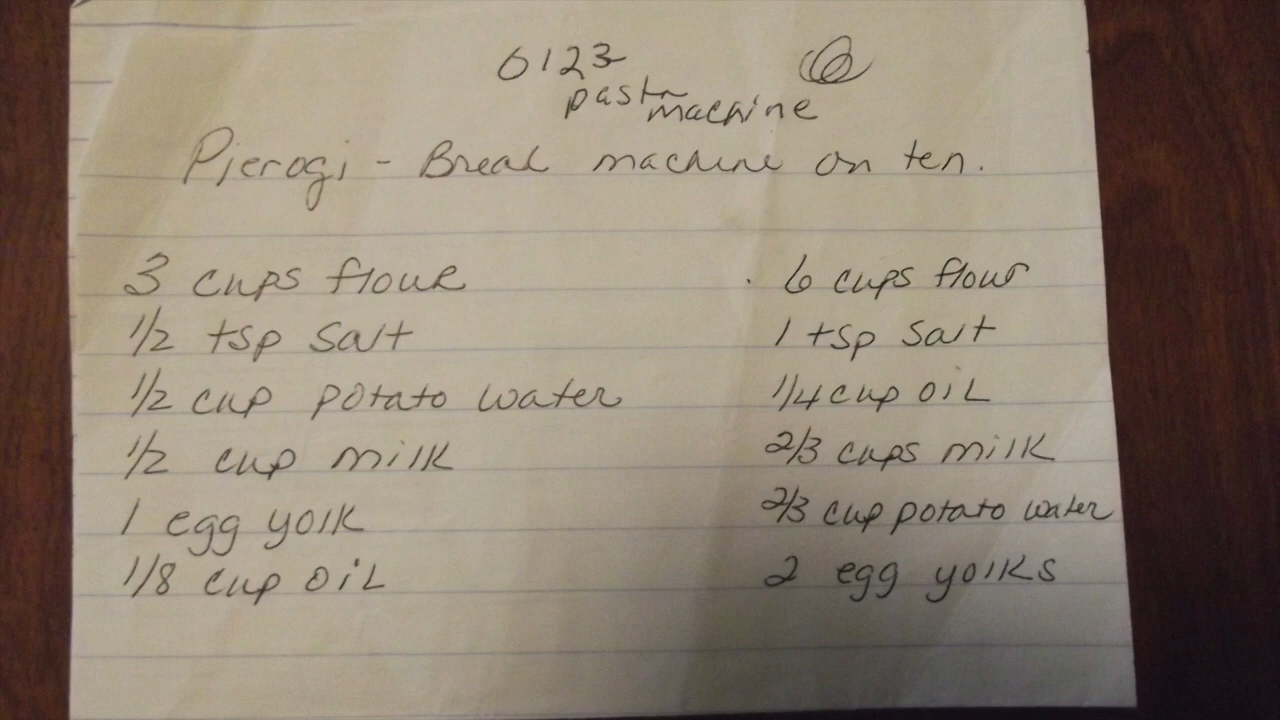 0123
pasta machine
Pierogi - Bread machine on ten.
3 cups flour
1/2 tsp salt
1/2 cup potato water
1/2 cup milk
1 egg yolk
1/8 cup oil
6 cups flour
1 tsp salt
1/4 cup oil
2/3 cups milk
2/3 cup potato water
2 egg yolks